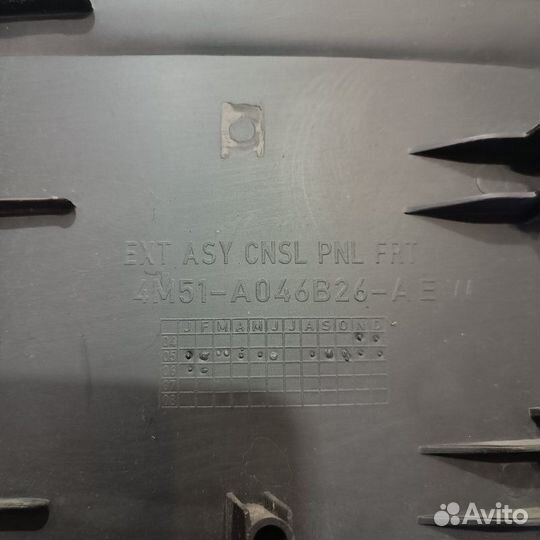 EXT ASY CNSL PNL FRT
4M51-A046B26-AE
J F M A M J J A S O N D
04
05
06
07
08
Avito